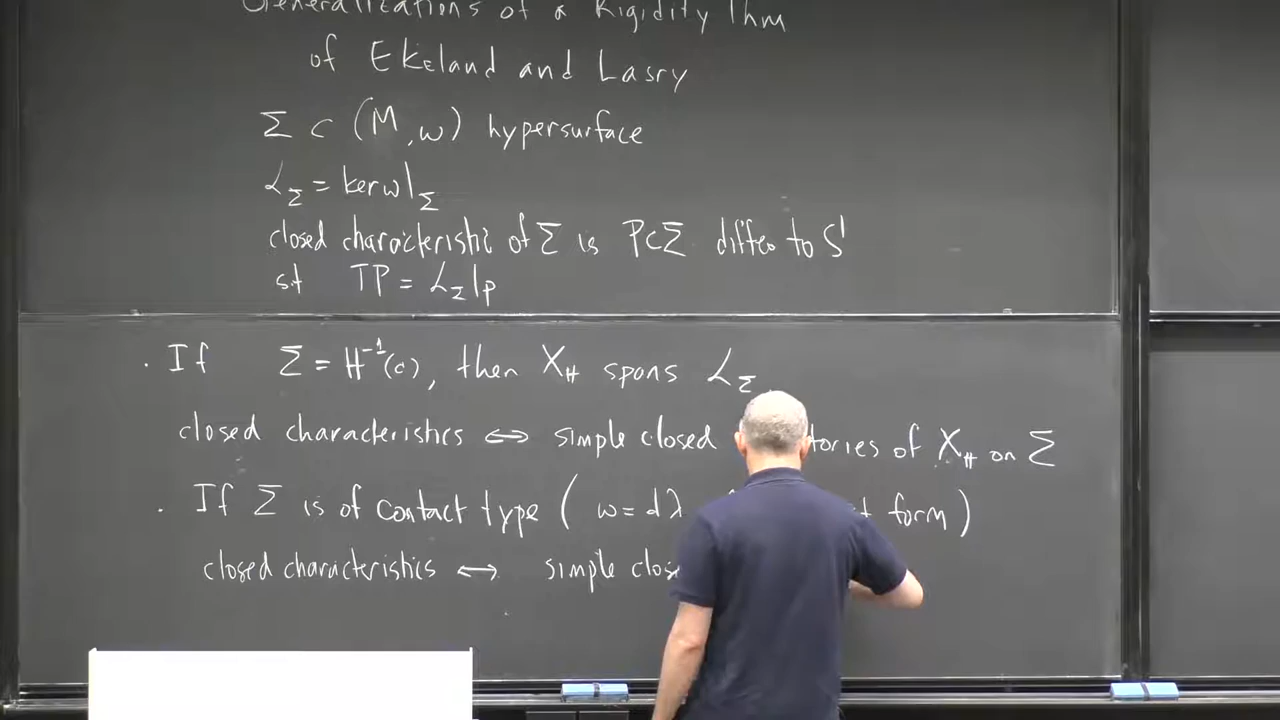 Generalizations of a Rigidity Thm
of Ekeland and Lasry
Σ ⊂ (M, ω) hypersurface
ℒ_Σ = ker ω|_Σ
closed characteristic of Σ is P⊂Σ diffeo to S¹
st TP = ℒ_Σ|_P
· If Σ = H⁻¹(c), then X_H spans ℒ_Σ
closed characteristics ⟷ simple closed tories of X_H on Σ
· If Σ is of contact type ( ω = dλ form )
closed characteristics ⟷ simple